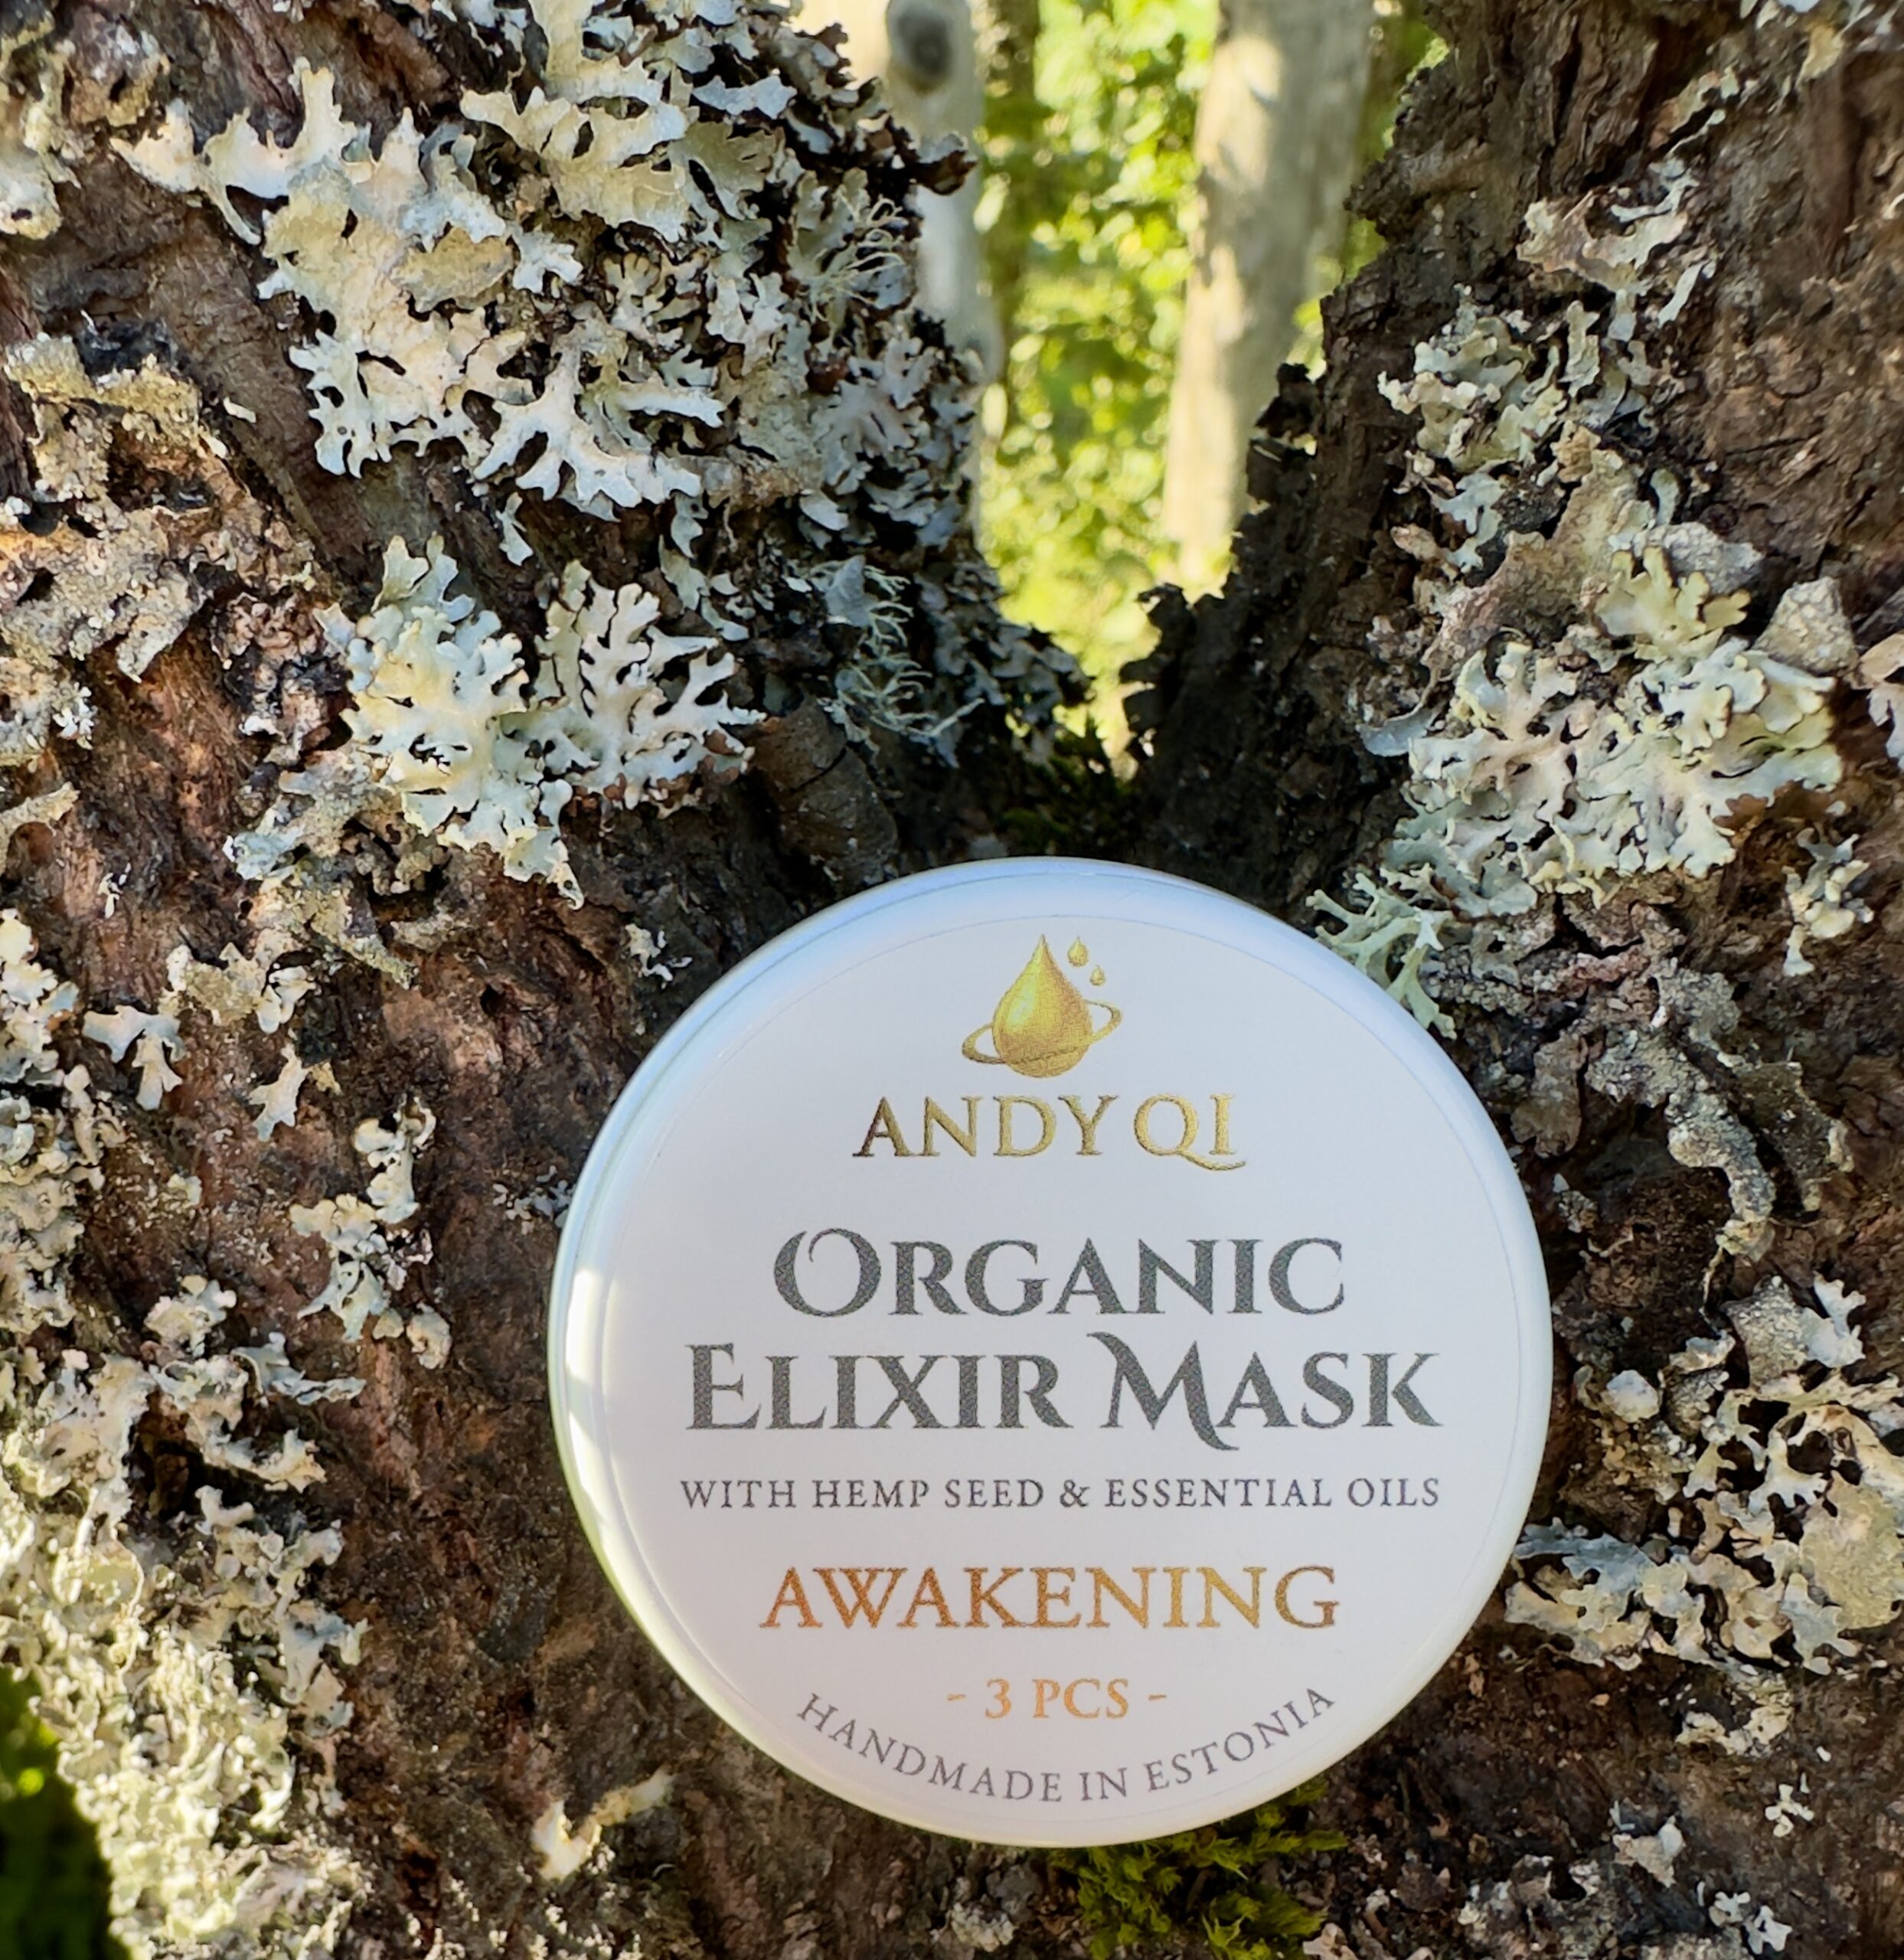 ANDY QI
ORGANIC
ELIXIR MASK
WITH HEMP SEED & ESSENTIAL OILS
AWAKENING
- 3 PCS -
HANDMADE IN ESTONIA